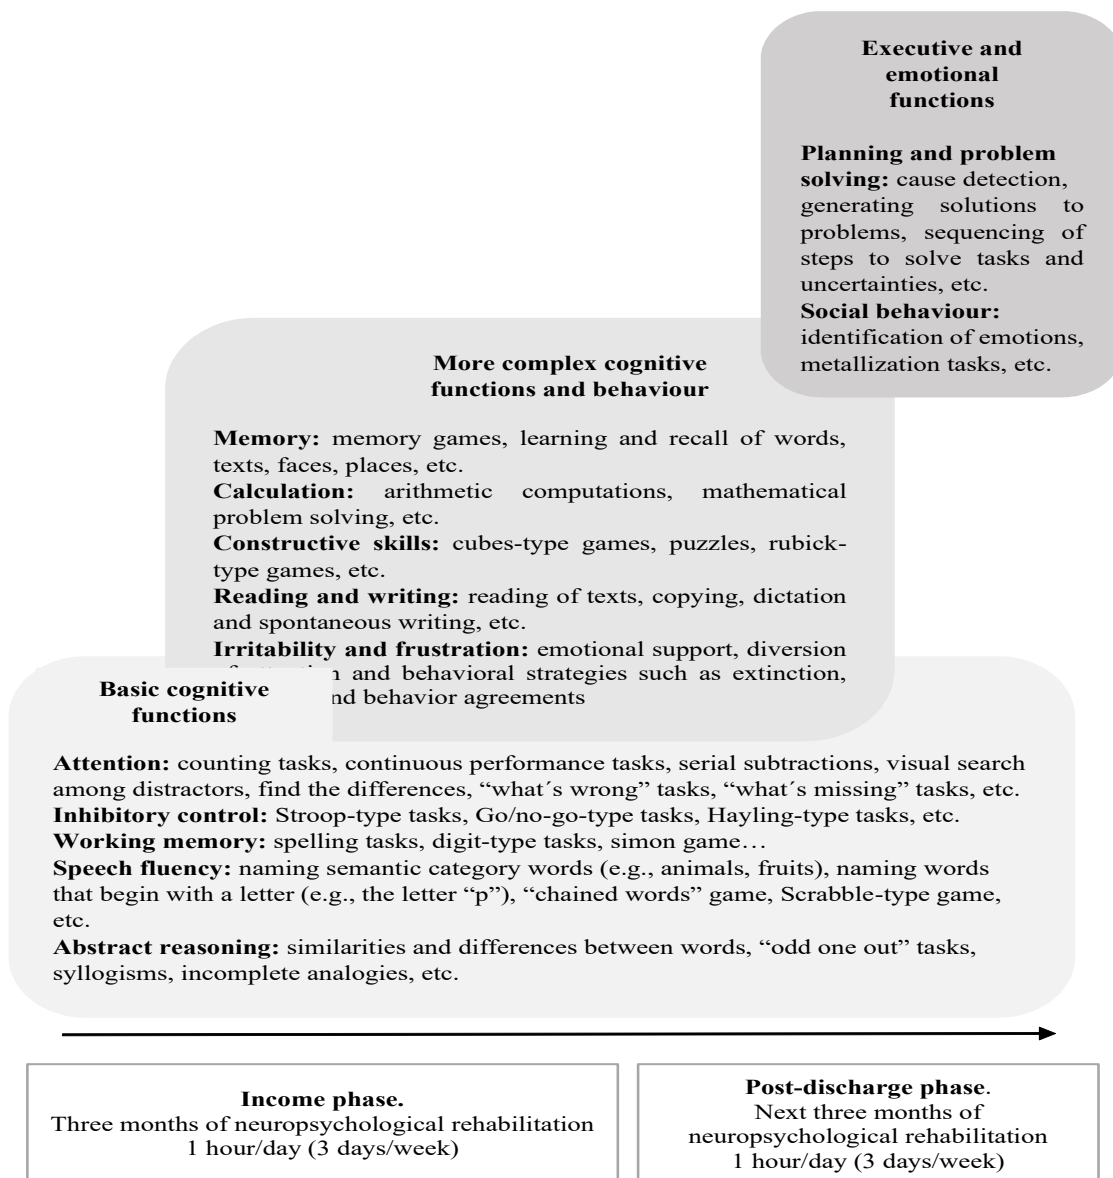 Executive and
emotional
functions
Planning and problem
solving: cause detection,
generating solutions to
problems, sequencing of
steps to solve tasks and
uncertainties, etc.
Social behaviour:
identification of emotions,
metallization tasks, etc.
More complex cognitive
functions and behaviour
Memory: memory games, learning and recall of words,
texts, faces, places, etc.
Calculation: arithmetic computations, mathematical
problem solving, etc.
Constructive skills: cubes-type games, puzzles, rubick-
type games, etc.
Reading and writing: reading of texts, copying, dictation
and spontaneous writing, etc.
Irritability and frustration: emotional support, diversion
and behavioral strategies such as extinction,
behavior agreements
Basic cognitive
functions
Attention: counting tasks, continuous performance tasks, serial subtractions, visual search
among distractors, find the differences, “what´s wrong” tasks, “what´s missing” tasks, etc.
Inhibitory control: Stroop-type tasks, Go/no-go-type tasks, Hayling-type tasks, etc.
Working memory: spelling tasks, digit-type tasks, simon game…
Speech fluency: naming semantic category words (e.g., animals, fruits), naming words
that begin with a letter (e.g., the letter “p”), “chained words” game, Scrabble-type game,
etc.
Abstract reasoning: similarities and differences between words, “odd one out” tasks,
syllogisms, incomplete analogies, etc.
Income phase.
Three months of neuropsychological rehabilitation
1 hour/day (3 days/week)
Post-discharge phase.
Next three months of
neuropsychological rehabilitation
1 hour/day (3 days/week)